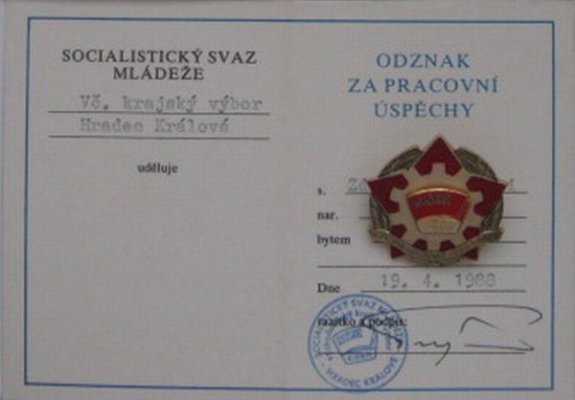 SOCIALISTICKÝ SVAZ
MLÁDEŽE
Vč. krajský výbor
Hradec Králové
uděluje
ODZNAK
ZA PRACOVNÍ
ÚSPĚCHY
s.
nar.
bytem
Dne 19. 4. 1988
razítko a podpis:
SOCIALISTICKÝ SVAZ MLÁDEŽE
HRADEC KRÁLOVÉ